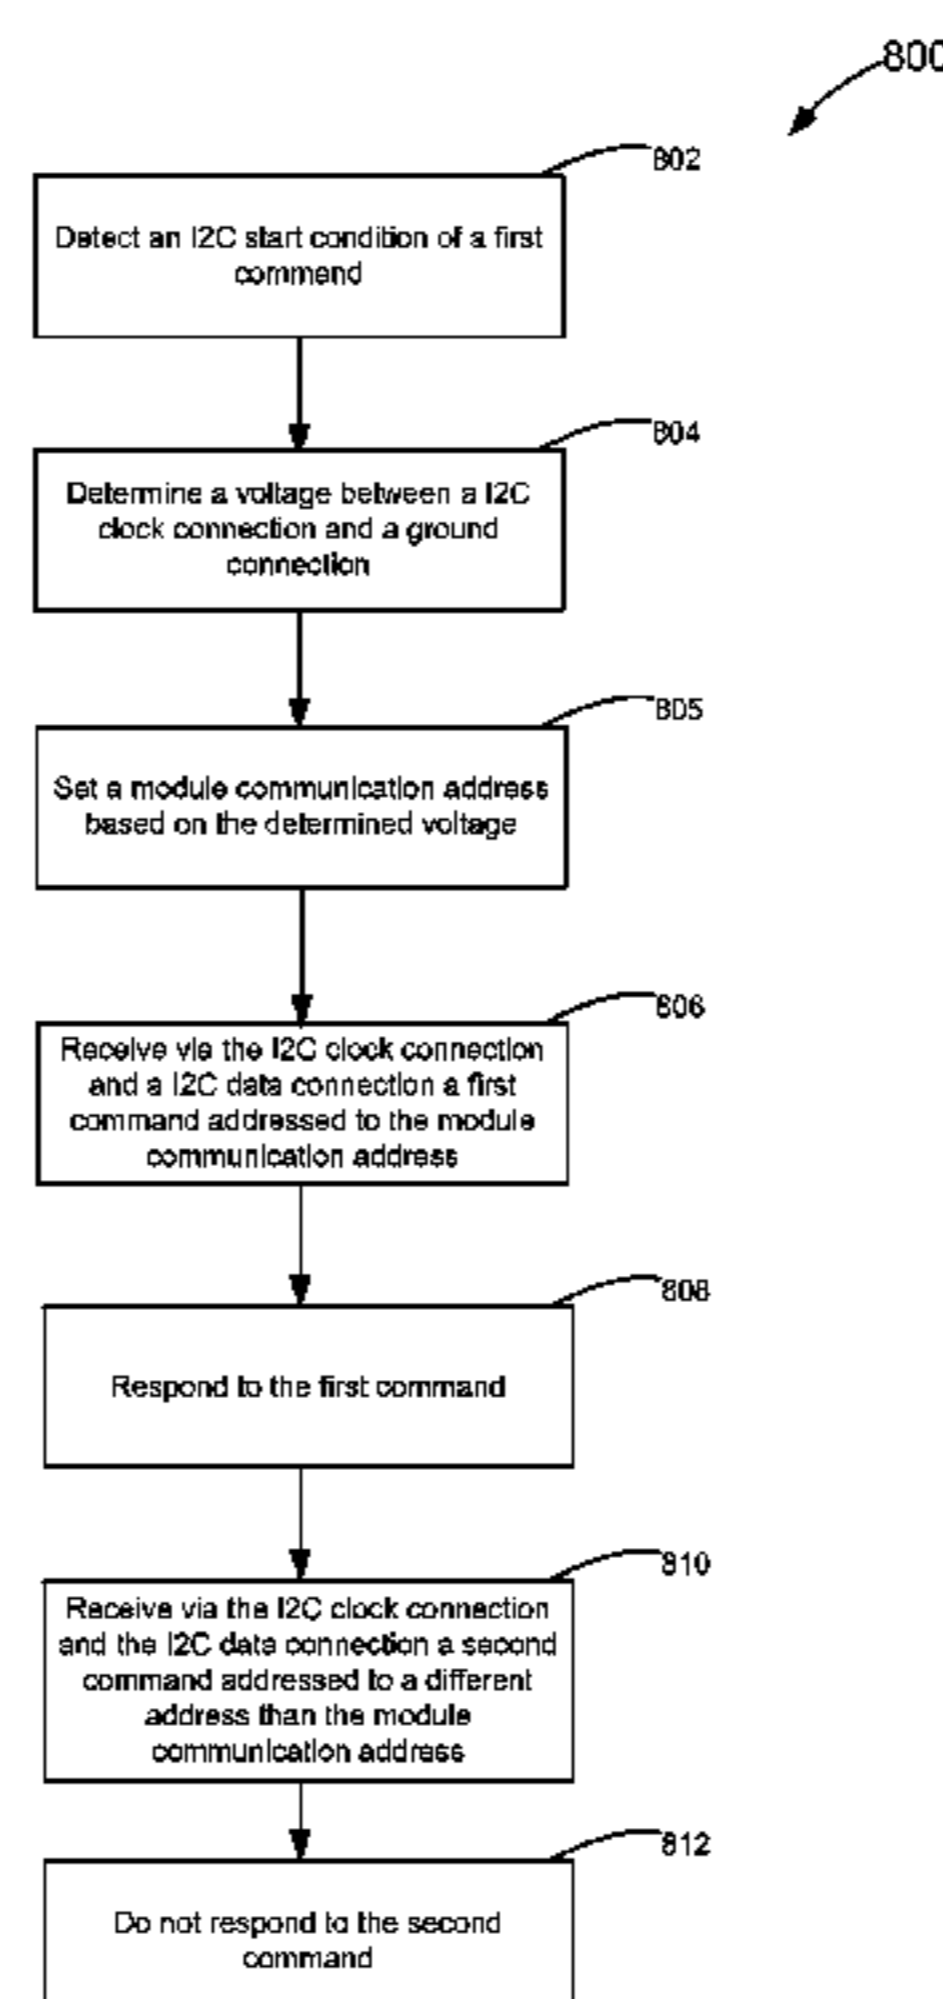 800
802
Detect an I2C start condition of a first
command
804
Determine a voltage between a I2C
clock connection and a ground
connection
805
Set a module communication address
based on the determined voltage
806
Receive via the I2C clock connection
and a I2C data connection a first
command addressed to the module
communication address
808
Respond to the first command
810
Receive via the I2C clock connection
and the I2C data connection a second
command addressed to a different
address than the module
communication address
812
Do not respond to the second
command